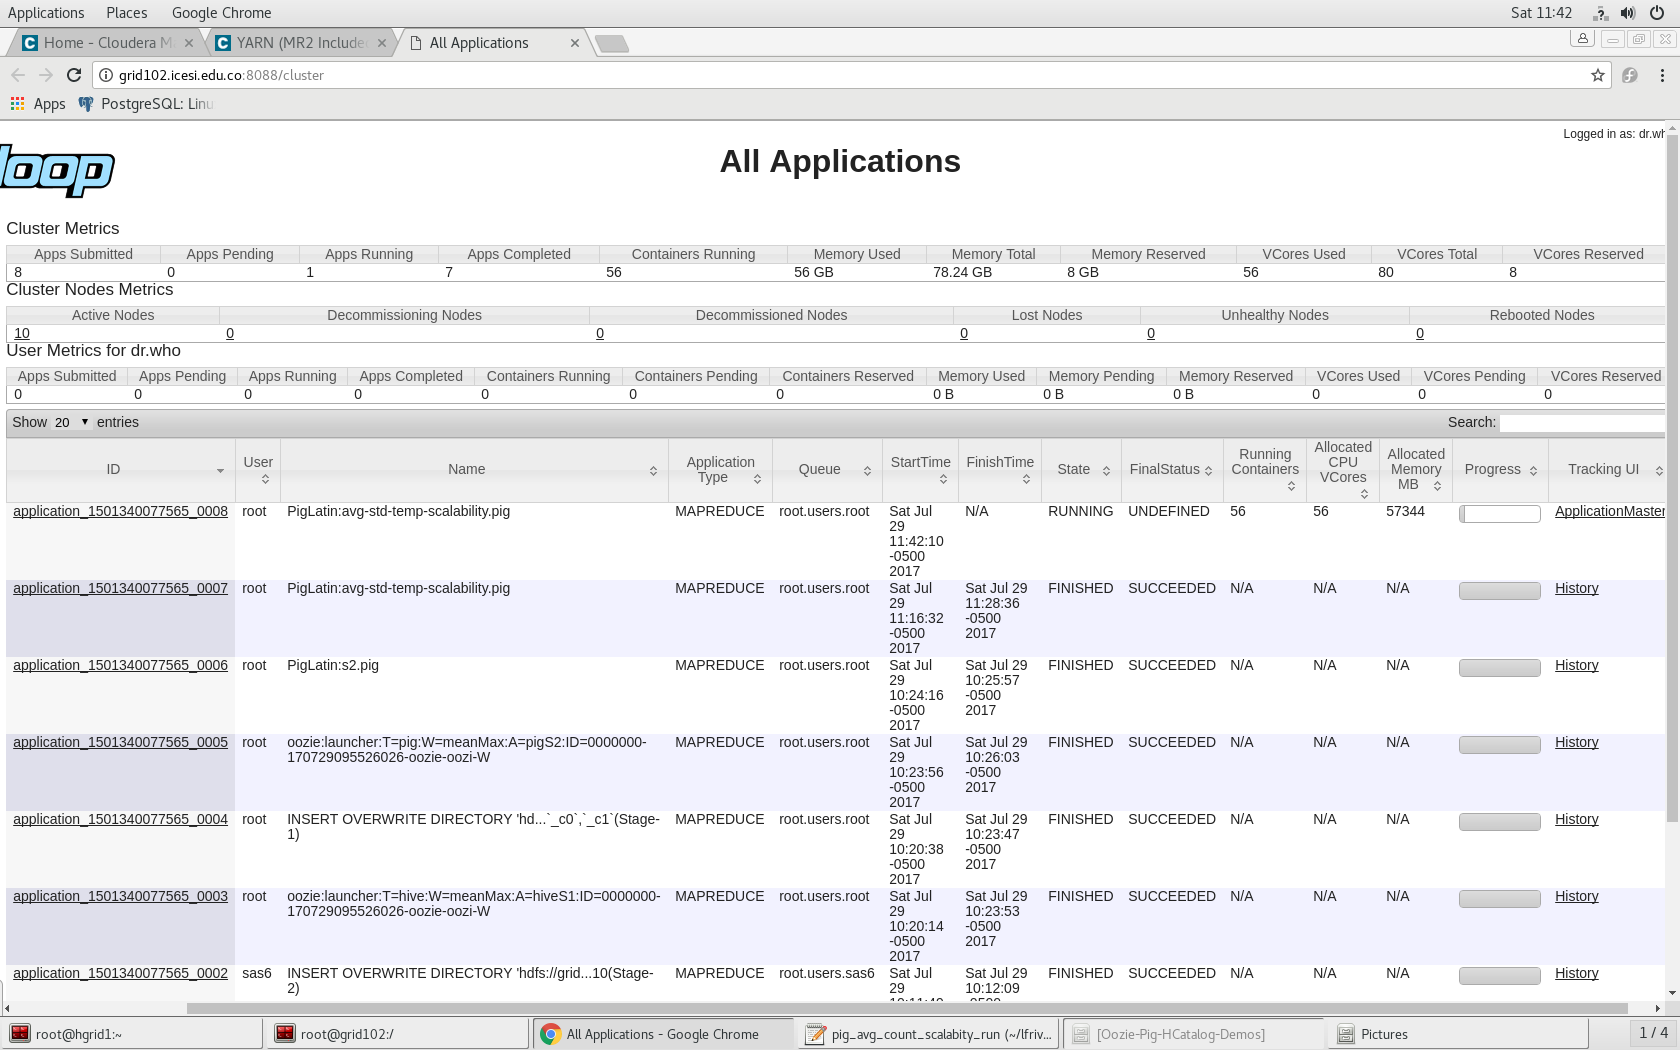 Applications Places Google Chrome Sat 11:42
Home - Cloudera M YARN (MR2 Include All Applications
grid102.icesi.edu.co:8088/cluster
Apps PostgreSQL: Linu
Logged in as: dr.wh
loop
All Applications
Cluster Metrics
Apps Submitted Apps Pending Apps Running Apps Completed Containers Running Memory Used Memory Total Memory Reserved VCores Used VCores Total VCores Reserved
8 0 1 7 56 56 GB 78.24 GB 8 GB 56 80 8
Cluster Nodes Metrics
Active Nodes Decommissioning Nodes Decommissioned Nodes Lost Nodes Unhealthy Nodes Rebooted Nodes
10 0 0 0 0 0
User Metrics for dr.who
Apps Submitted Apps Pending Apps Running Apps Completed Containers Running Containers Pending Containers Reserved Memory Used Memory Pending Memory Reserved VCores Used VCores Pending VCores Reserved
0 0 0 0 0 0 0 0 B 0 B 0 B 0 0 0
Show 20 entries Search:
ID User Name Application Type Queue StartTime FinishTime State FinalStatus Running Containers Allocated CPU VCores Allocated Memory MB Progress Tracking UI
application_1501340077565_0008 root PigLatin:avg-std-temp-scalability.pig MAPREDUCE root.users.root Sat Jul N/A RUNNING UNDEFINED 56 56 57344 ApplicationMaster
29
11:42:10
-0500
2017
application_1501340077565_0007 root PigLatin:avg-std-temp-scalability.pig MAPREDUCE root.users.root Sat Jul Sat Jul 29 FINISHED SUCCEEDED N/A N/A N/A History
29 11:28:36
11:16:32 -0500
-0500 2017
2017
application_1501340077565_0006 root PigLatin:s2.pig MAPREDUCE root.users.root Sat Jul Sat Jul 29 FINISHED SUCCEEDED N/A N/A N/A History
29 10:25:57
10:24:16 -0500
-0500 2017
2017
application_1501340077565_0005 root oozie:launcher:T=pig:W=meanMax:A=pigS2:ID=0000000- MAPREDUCE root.users.root Sat Jul Sat Jul 29 FINISHED SUCCEEDED N/A N/A N/A History
170729095526026-oozie-oozi-W 29 10:26:03
10:23:56 -0500
-0500 2017
2017
application_1501340077565_0004 root INSERT OVERWRITE DIRECTORY 'hd...`_c0`,`_c1`(Stage- MAPREDUCE root.users.root Sat Jul Sat Jul 29 FINISHED SUCCEEDED N/A N/A N/A History
1) 29 10:23:47
10:20:38 -0500
-0500 2017
2017
application_1501340077565_0003 root oozie:launcher:T=hive:W=meanMax:A=hiveS1:ID=0000000- MAPREDUCE root.users.root Sat Jul Sat Jul 29 FINISHED SUCCEEDED N/A N/A N/A History
170729095526026-oozie-oozi-W 29 10:23:53
10:20:14 -0500
-0500 2017
2017
application_1501340077565_0002 sas6 INSERT OVERWRITE DIRECTORY 'hdfs://grid...10(Stage- MAPREDUCE root.users.sas6 Sat Jul Sat Jul 29 FINISHED SUCCEEDED N/A N/A N/A History
2) 29 10:12:09
root@hgrid1:~ root@grid102:/ All Applications - Google Chrome pig_avg_count_scalabity_run (~/lfriv... [Oozie-Pig-HCatalog-Demos] Pictures 1 / 4